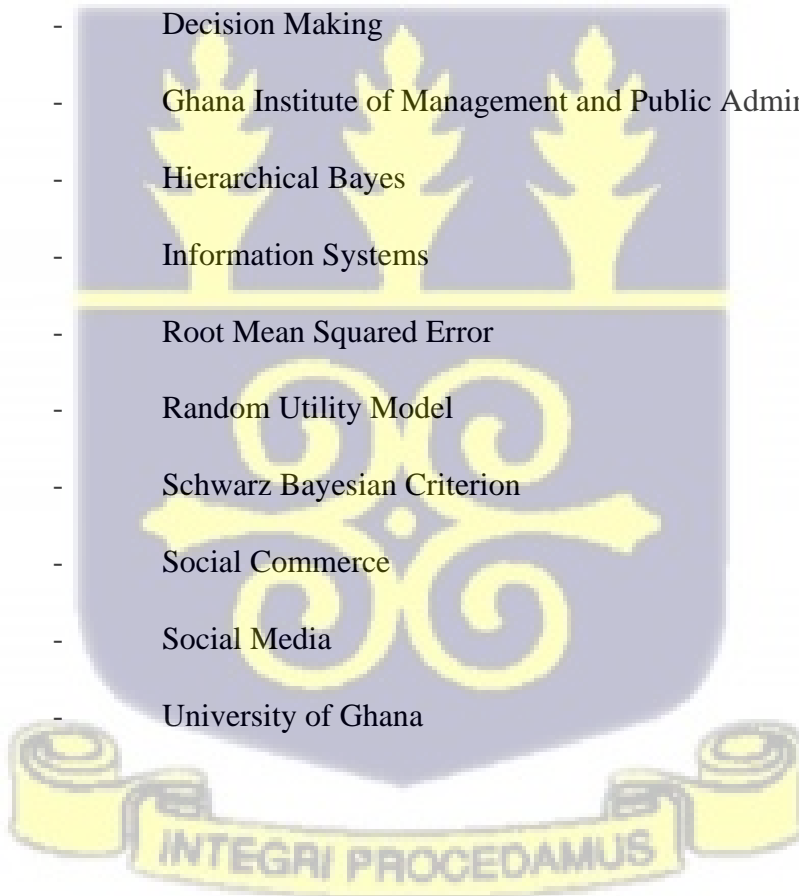 - Decision Making
- Ghana Institute of Management and Public
- Hierarchical Bayes
- Information Systems
- Root Mean Squared Error
- Random Utility Model
- Schwarz Bayesian Criterion
- Social Commerce
- Social Media
- University of Ghana
INTEGRI PROCEDAMUS